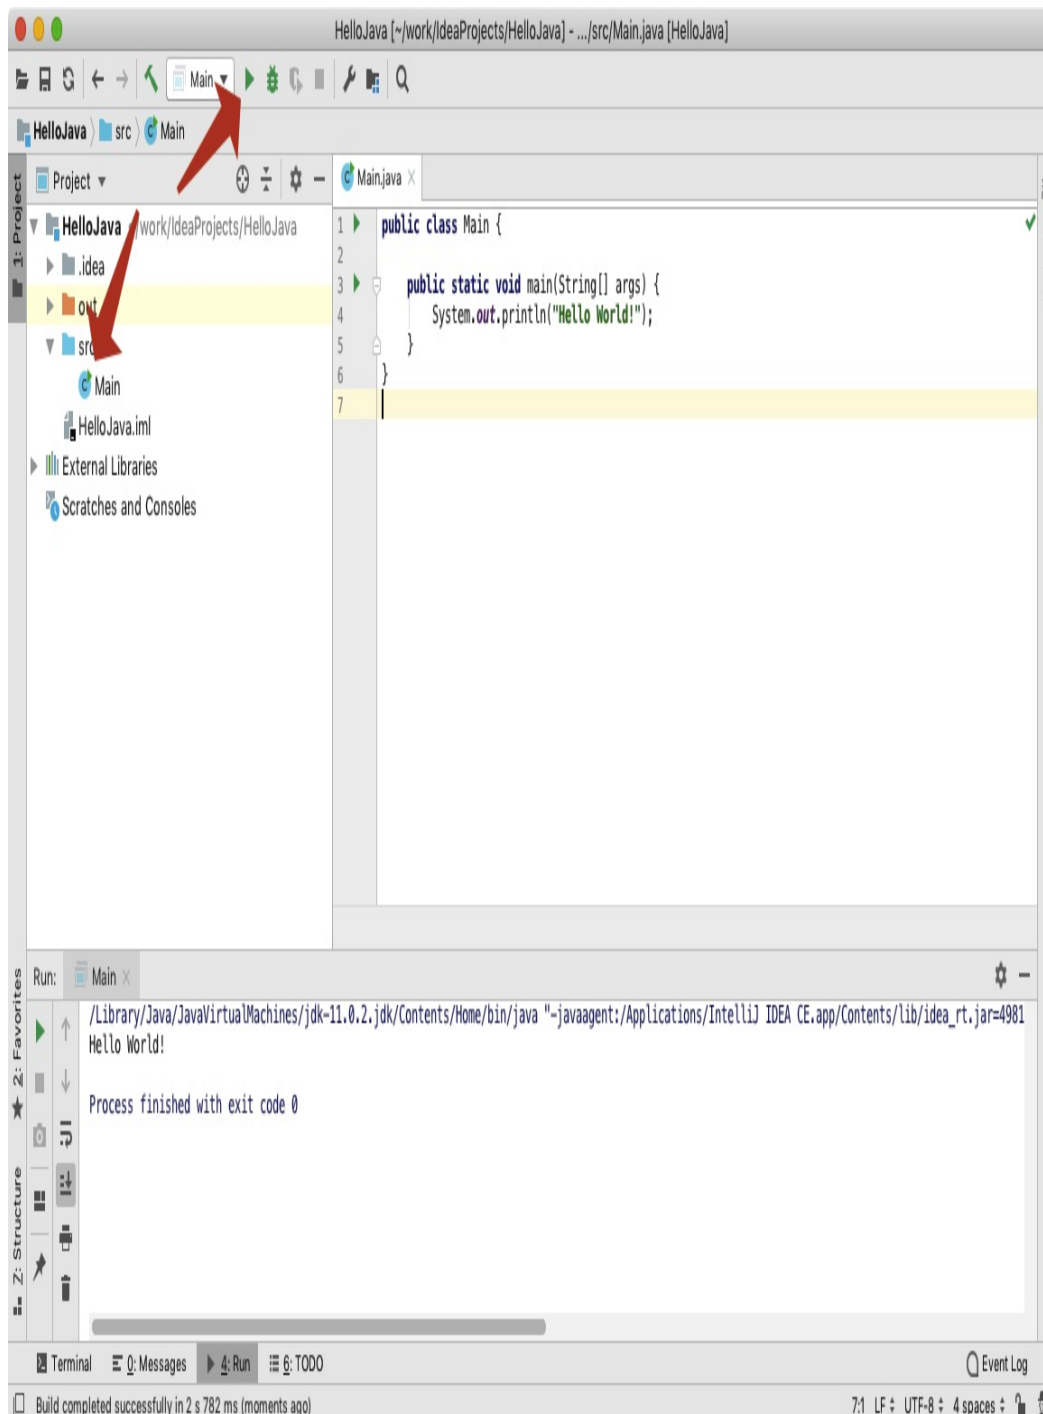 HelloJava [~/work/IdeaProjects/HelloJava] - .../src/Main.java [HelloJava]
Main
HelloJava src Main
1: Project
Project
Main.java
HelloJava /work/IdeaProjects/HelloJava
.idea
out
src
Main
HelloJava.iml
External Libraries
Scratches and Consoles
1 public class Main {
2
3 public static void main(String[] args) {
4 System.out.println("Hello World!");
5 }
6 }
7
Run: Main
2: Favorites
Z: Structure
/Library/Java/JavaVirtualMachines/jdk-11.0.2.jdk/Contents/Home/bin/java "-javaagent:/Applications/IntelliJ IDEA CE.app/Contents/lib/idea_rt.jar=4981
Hello World!
Process finished with exit code 0
Terminal 0: Messages 4: Run 6: TODO Event Log
Build completed successfully in 2 s 782 ms (moments ago) 7:1 LF UTF-8 4 spaces